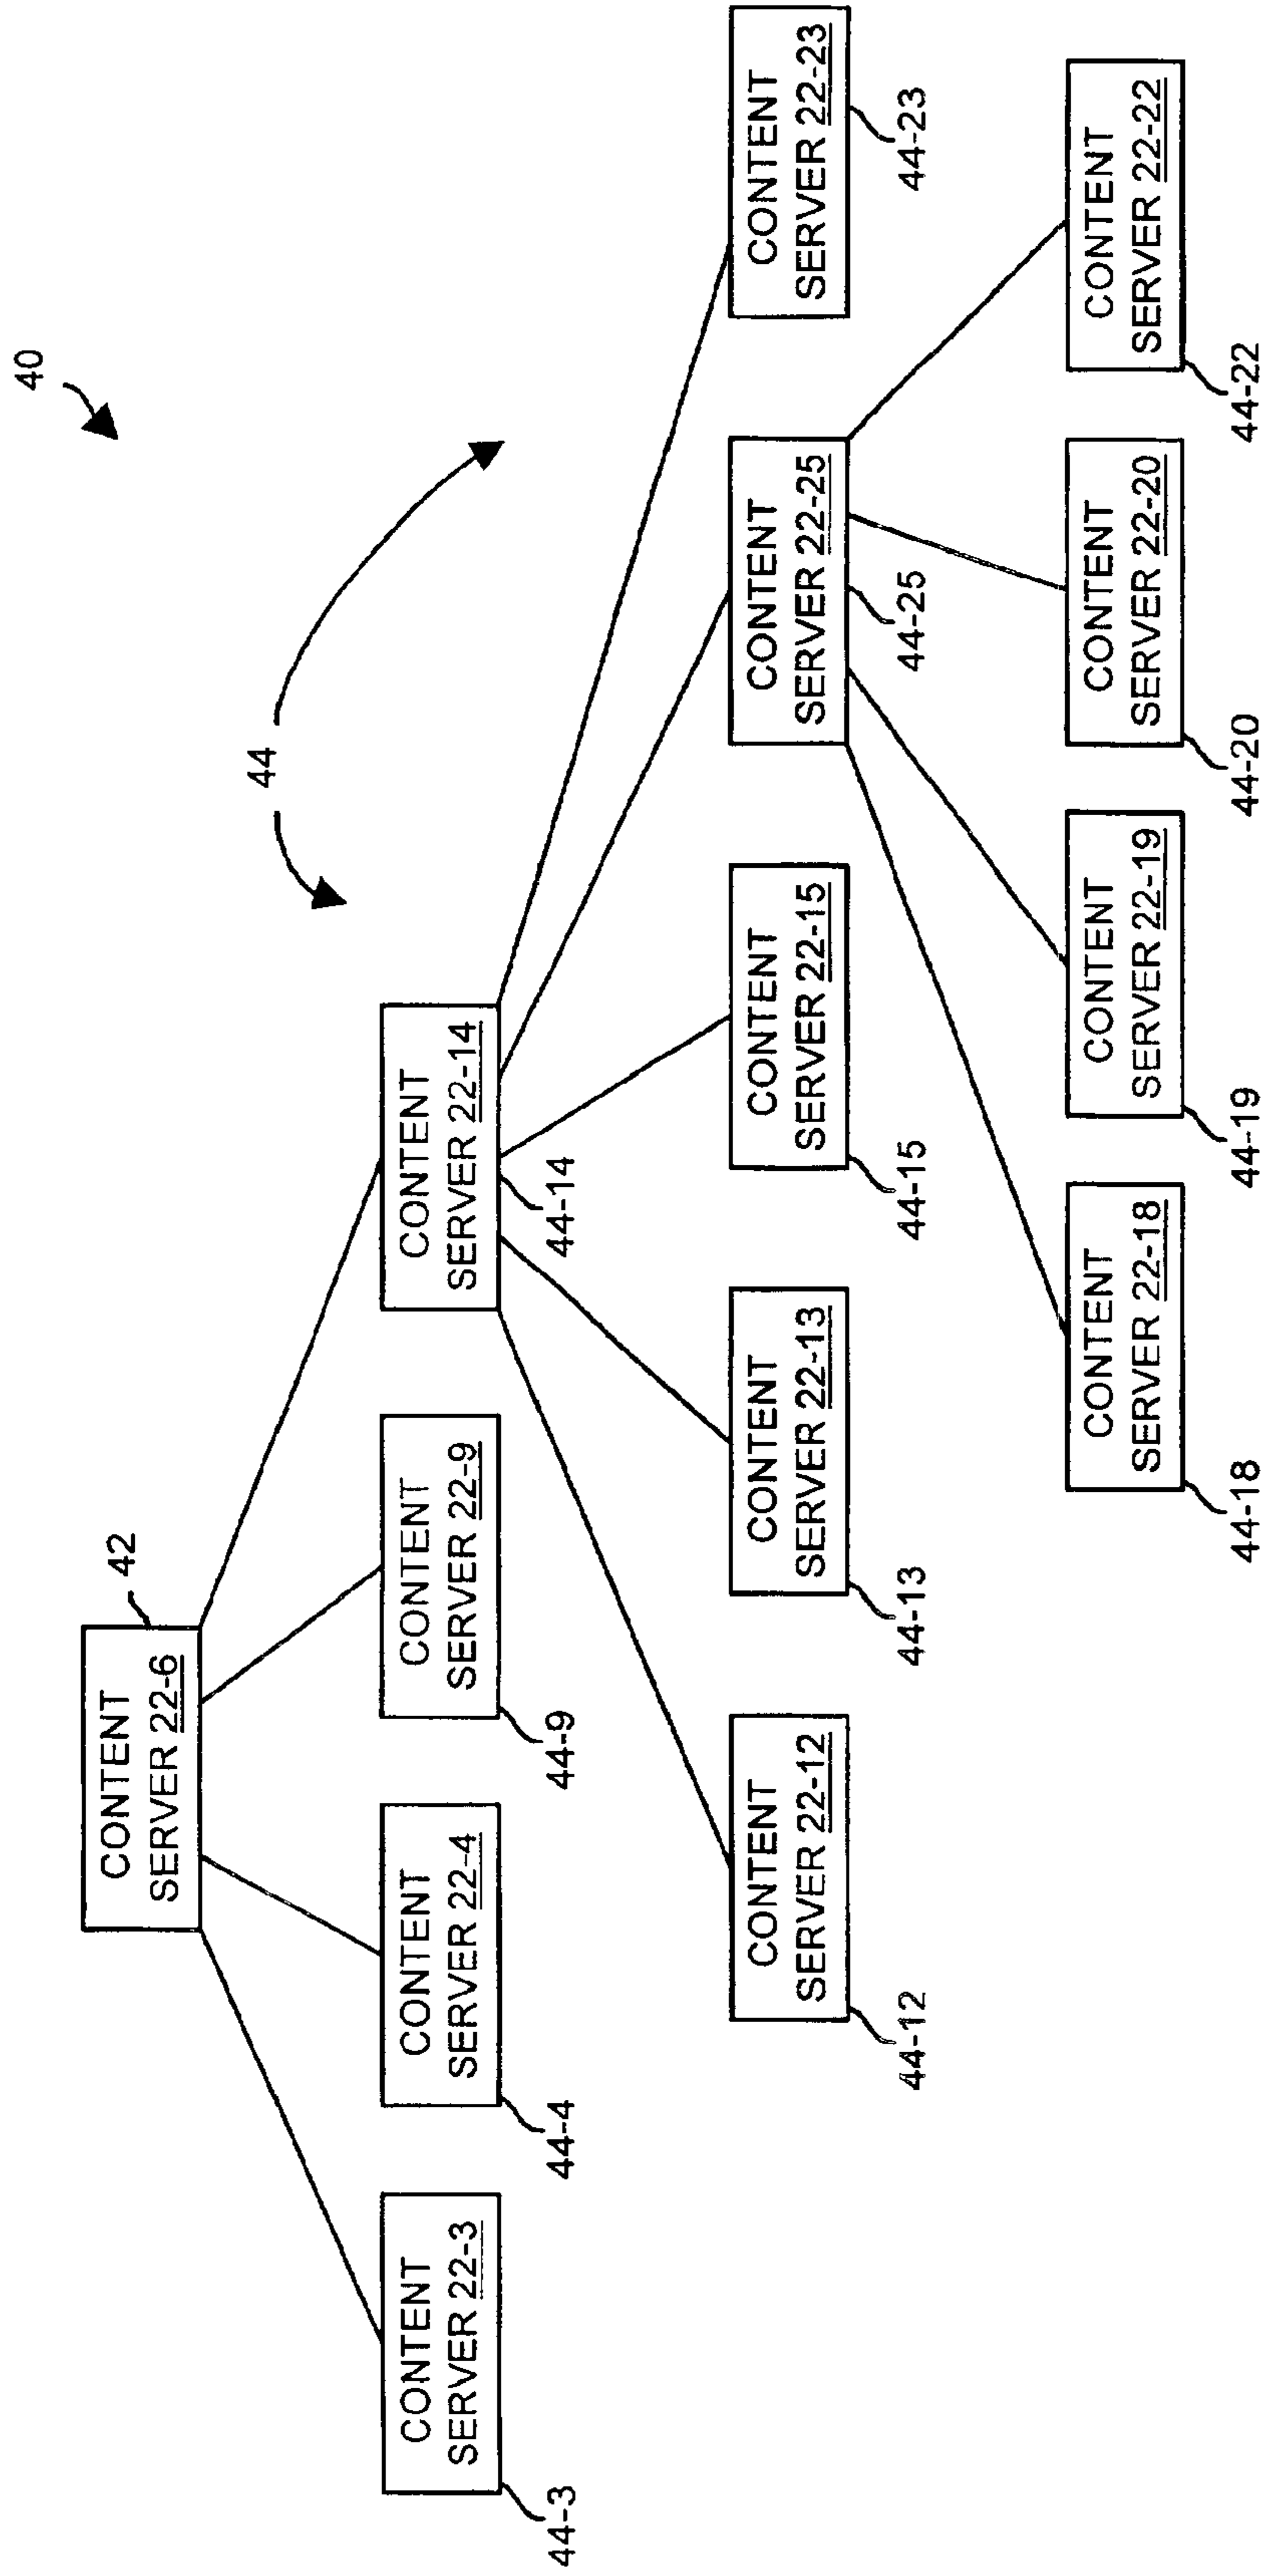 40
44
CONTENT
SERVER 22-6
42
CONTENT
SERVER 22-3
44-3
CONTENT
SERVER 22-4
44-4
CONTENT
SERVER 22-9
44-9
CONTENT
SERVER 22-14
44-14
CONTENT
SERVER 22-12
44-12
CONTENT
SERVER 22-13
44-13
CONTENT
SERVER 22-15
44-15
CONTENT
SERVER 22-25
44-25
CONTENT
SERVER 22-23
44-23
CONTENT
SERVER 22-18
44-18
CONTENT
SERVER 22-19
44-19
CONTENT
SERVER 22-20
44-20
CONTENT
SERVER 22-22
44-22